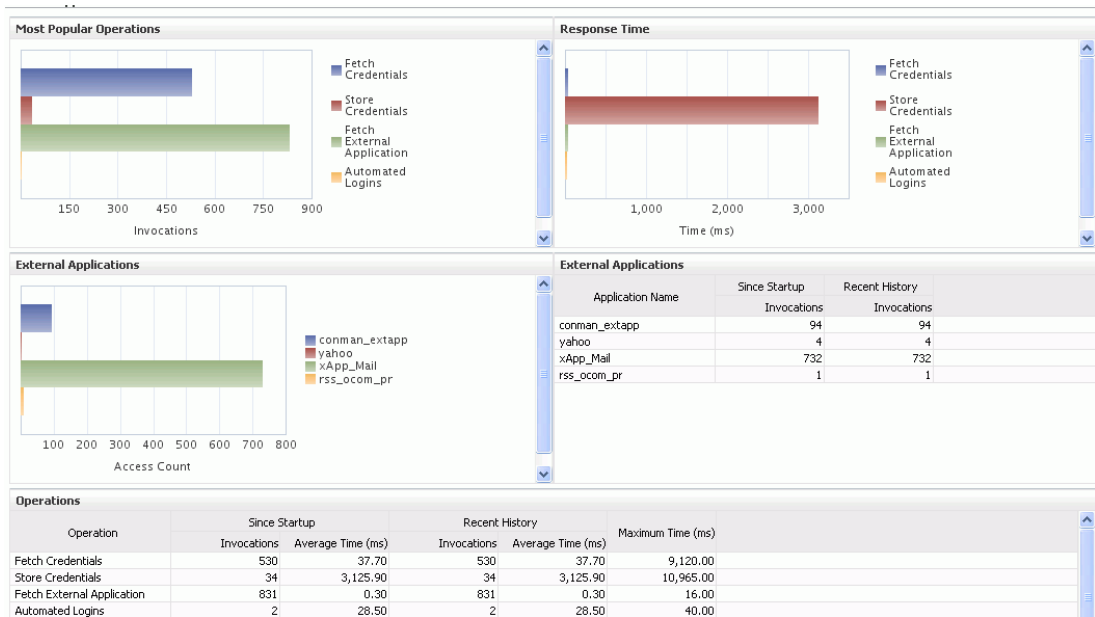 Most Popular Operations
Fetch
Credentials
Store
Credentials
Fetch
External
Application
Automated
Logins
150 300 450 600 750 900
Invocations
Response Time
Fetch
Credentials
Store
Credentials
Fetch
External
Application
Automated
Logins
1,000 2,000 3,000
Time (ms)
External Applications
conman_extapp
yahoo
xApp_Mail
rss_ocom_pr
100 200 300 400 500 600 700 800
Access Count
External Applications
Application Name Since Startup Recent History
Invocations Invocations
conman_extapp 94 94
yahoo 4 4
xApp_Mail 732 732
rss_ocom_pr 1 1
Operations
Operation Since Startup Recent History Maximum Time (ms)
Invocations Average Time (ms) Invocations Average Time (ms)
Fetch Credentials 530 37.70 530 37.70 9,120.00
Store Credentials 34 3,125.90 34 3,125.90 10,965.00
Fetch External Application 831 0.30 831 0.30 16.00
Automated Logins 2 28.50 2 28.50 40.00